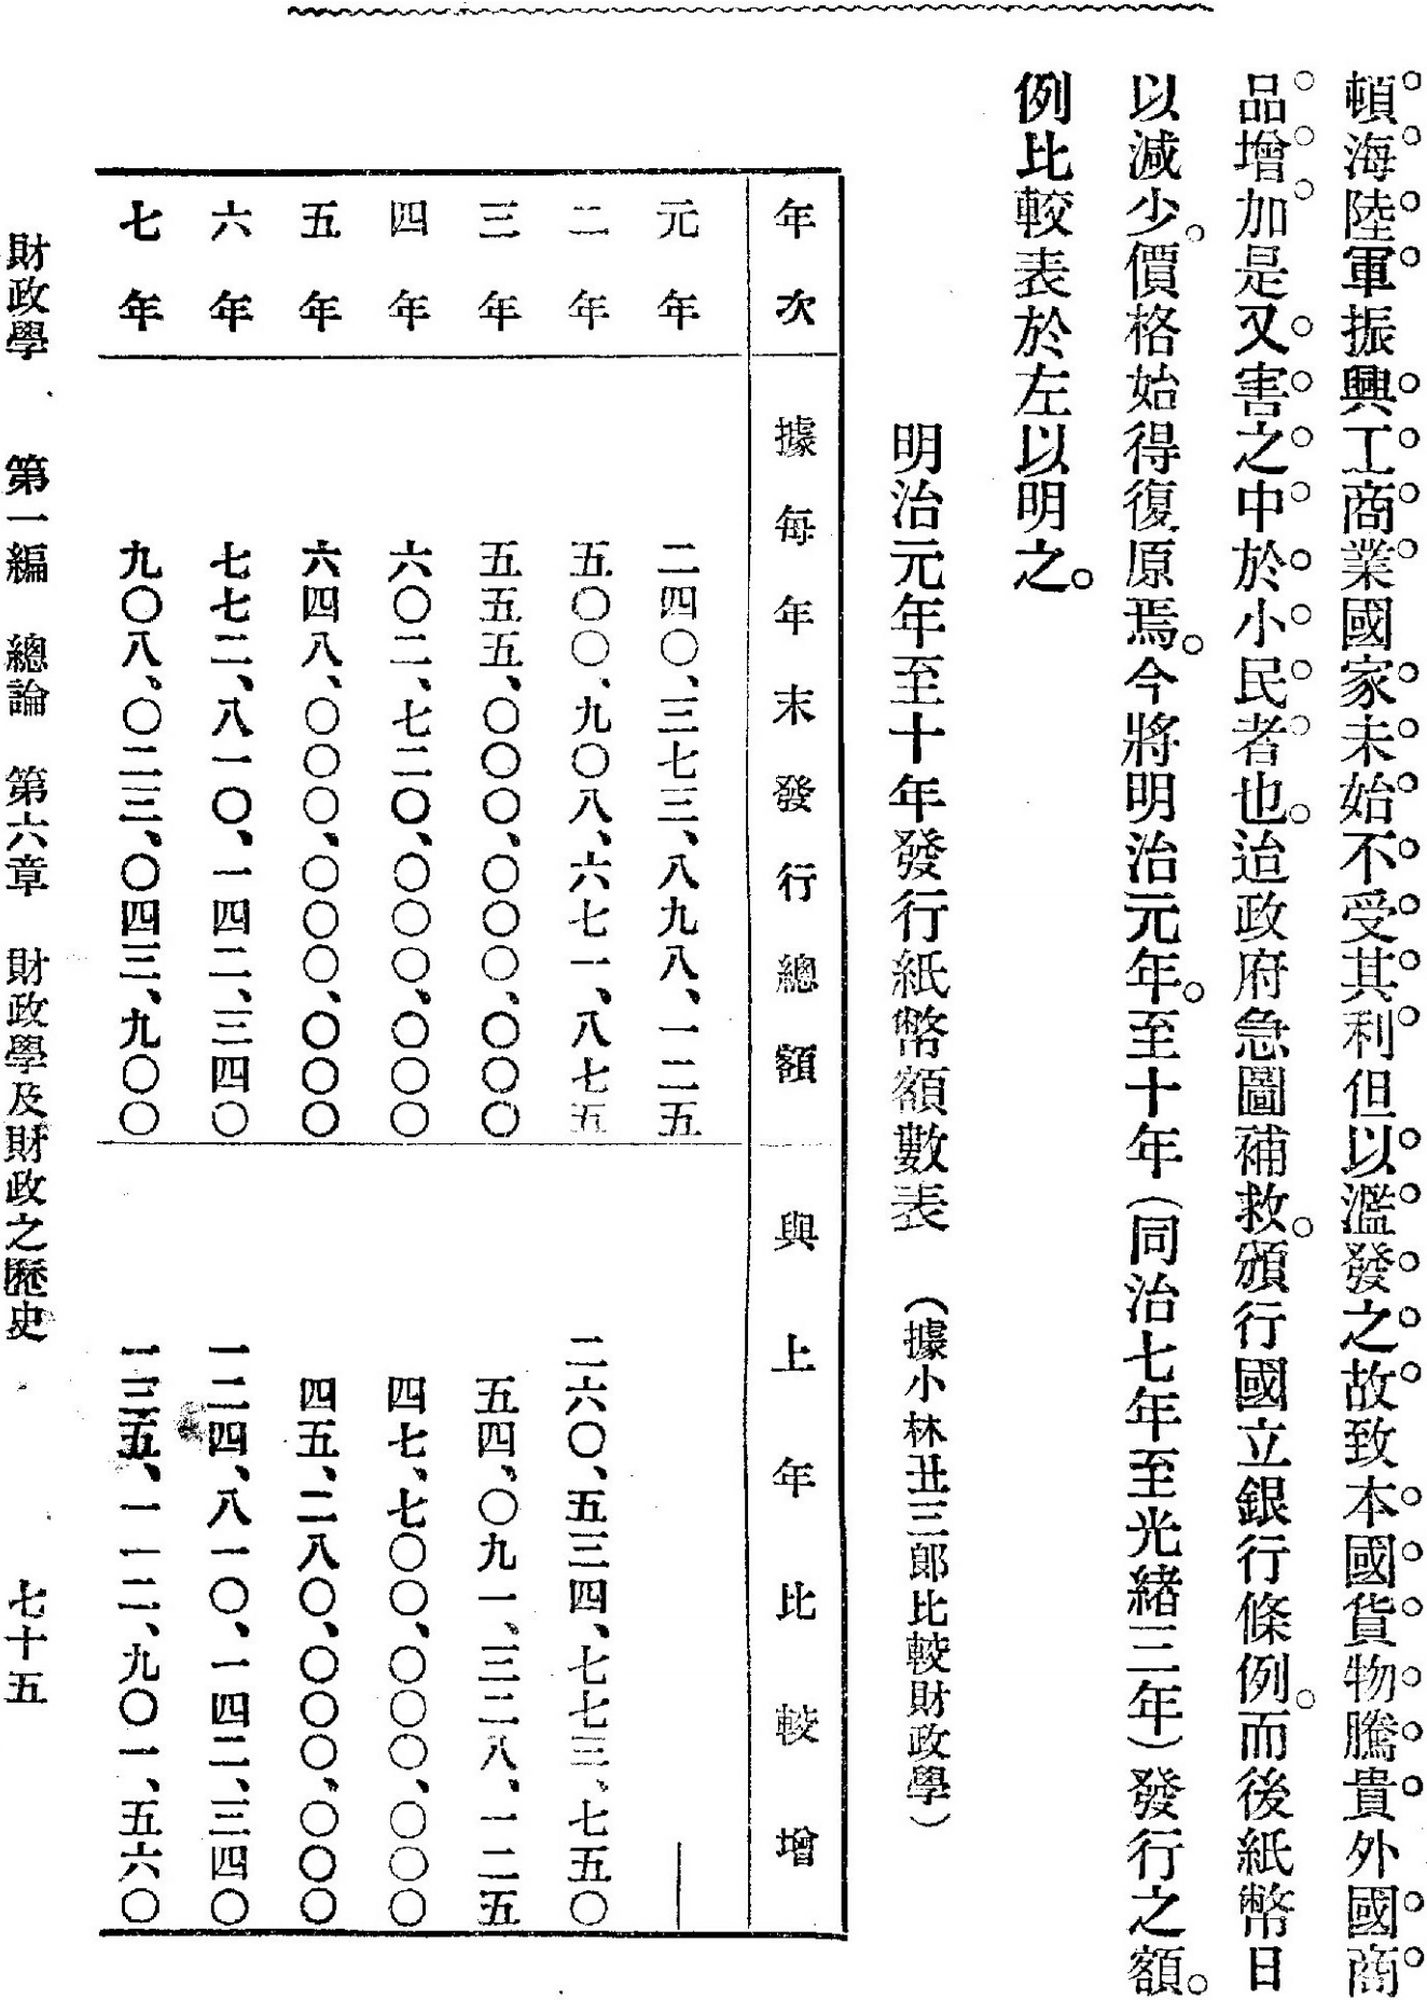 頓海陸軍振興工商業國家未始不受其利但以濫發之故致本國貨物騰貴外國商
品增加是又害之中於小民者也。迨政府急圖補救。頒行國立銀行條例。而後紙幣日
以減少。價格始得復原焉。今將明治元年。至十年(同治七年至光緒三年)發行之額。
例比較表於左以明之。
明治元年至十年發行紙幣額數表 (據小林丑三郞比較財政學)
年次 據每年末發行總額 與上年比較增
元年 二四〇、三七三、八九八、一二五 ——
二年 五〇〇、九〇八、六七一、八七五 二六〇、五三四、七七三、七五〇
三年 五五五、〇〇〇、〇〇〇、〇〇〇 五四、〇九一、三二八、一二五
四年 六〇二、七二〇、〇〇〇、〇〇〇 四七、七〇〇、〇〇〇、〇〇〇
五年 六四八、〇〇〇、〇〇〇、〇〇〇 四五、二八〇、〇〇〇、〇〇〇
六年 七七二、八一〇、一四二、三四〇 一二四、八一〇、一四二、三四〇
七年 九〇八、〇二三、〇四三、九〇〇 一三五、一一二、九〇一、五六〇
財政學 第一編 總論 第六章 財政學及財政之歷史 七十五